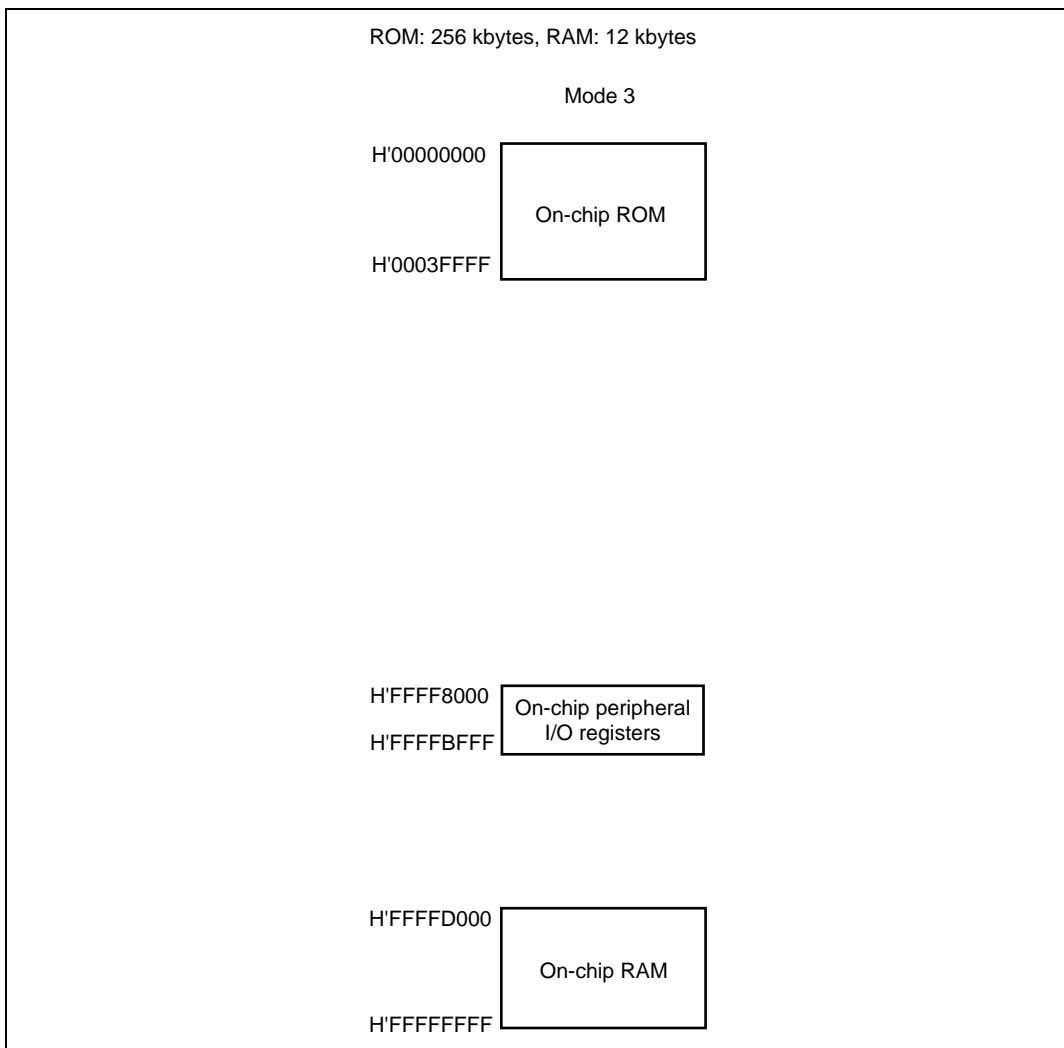 ROM: 256 kbytes, RAM: 12 kbytes
Mode 3
H'00000000
On-chip ROM
H'0003FFFF
H'FFFF8000
On-chip peripheral
I/O registers
H'FFFFBFFF
H'FFFFD000
On-chip RAM
H'FFFFFFFF